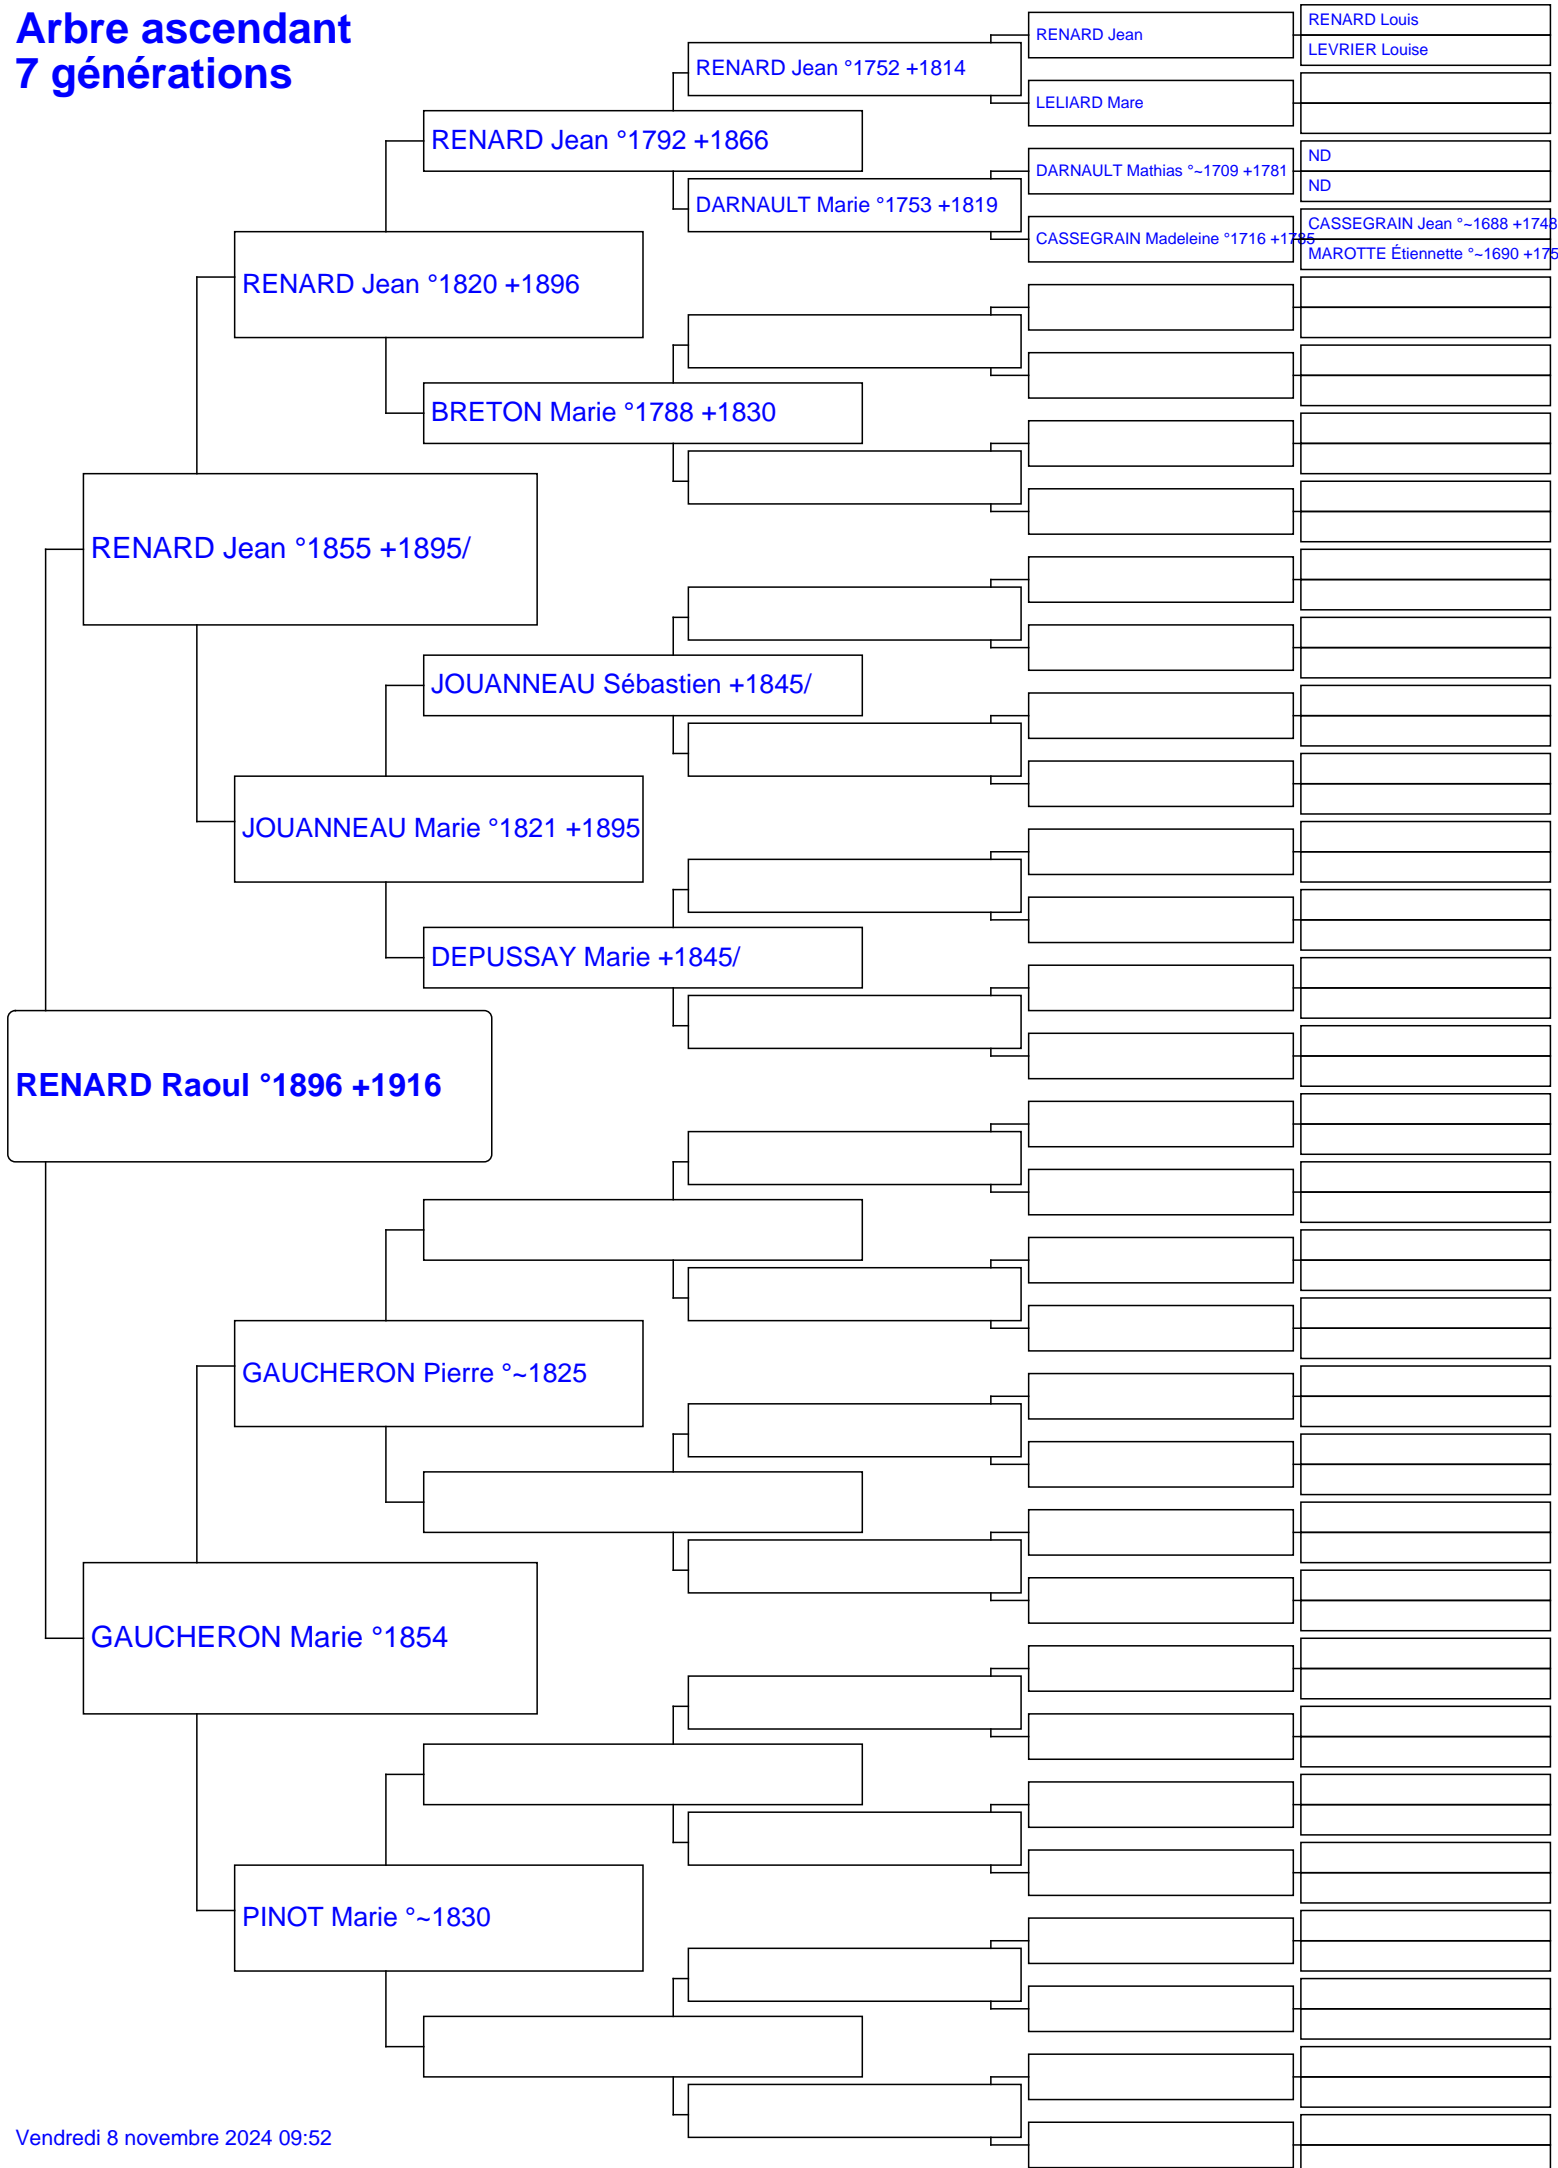 Arbre ascendant
7 générations
RENARD Jean
RENARD Louis
LEVRIER Louise
RENARD Jean °1752 +1814
LELIARD Mare
RENARD Jean °1792 +1866
DARNAULT Mathias °~1709 +1781
ND
ND
DARNAULT Marie °1753 +1819
CASSEGRAIN Madeleine °1716 +1785
CASSEGRAIN Jean °~1688 +1748
MAROTTE Étiennette °~1690 +175
RENARD Jean °1820 +1896
BRETON Marie °1788 +1830
RENARD Jean °1855 +1895/
JOUANNEAU Sébastien +1845/
JOUANNEAU Marie °1821 +1895
DEPUSSAY Marie +1845/
RENARD Raoul °1896 +1916
GAUCHERON Pierre °~1825
GAUCHERON Marie °1854
PINOT Marie °~1830
Vendredi 8 novembre 2024 09:52